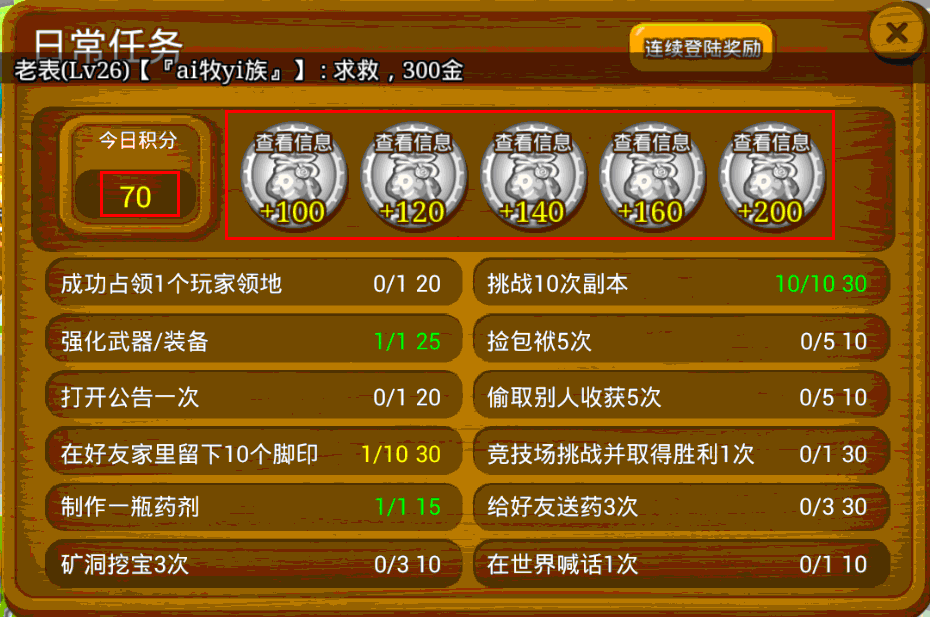 日常任务
连续登陆奖励
老表(Lv26)【『ai牧yi族』】:求救，300金
今日积分
70
查看信息 查看信息 查看信息 查看信息 查看信息
+100 +120 +140 +160 +200
成功占领1个玩家领地 0/1 20
挑战10次副本 10/10 30
强化武器/装备 1/1 25
捡包袱5次 0/5 10
打开公告一次 0/1 20
偷取别人收获5次 0/5 10
在好友家里留下10个脚印 1/10 30
竞技场挑战并取得胜利1次 0/1 30
制作一瓶药剂 1/1 15
给好友送药3次 0/3 30
矿洞挖宝3次 0/3 10
在世界喊话1次 0/1 10